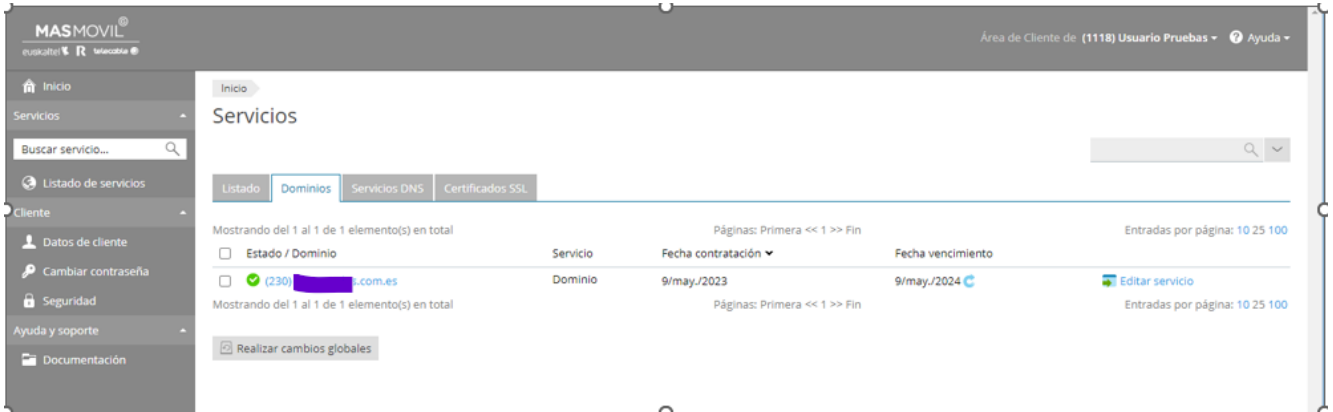 MASMOVIL
euskaltel R telecable
Área de Cliente de (1118) Usuario Pruebas Ayuda
Inicio
Servicios
Buscar servicio...
Listado de servicios
Cliente
Datos de cliente
Cambiar contraseña
Seguridad
Ayuda y soporte
Documentación
Inicio
Servicios
Listado Dominios Servicios DNS Certificados SSL
Mostrando del 1 al 1 de 1 elemento(s) en total Páginas: Primera << 1 >> Fin Entradas por página: 10 25 100
Estado / Dominio Servicio Fecha contratación Fecha vencimiento
(230) s.com.es Dominio 9/may./2023 9/may./2024 Editar servicio
Mostrando del 1 al 1 de 1 elemento(s) en total Páginas: Primera << 1 >> Fin Entradas por página: 10 25 100
Realizar cambios globales